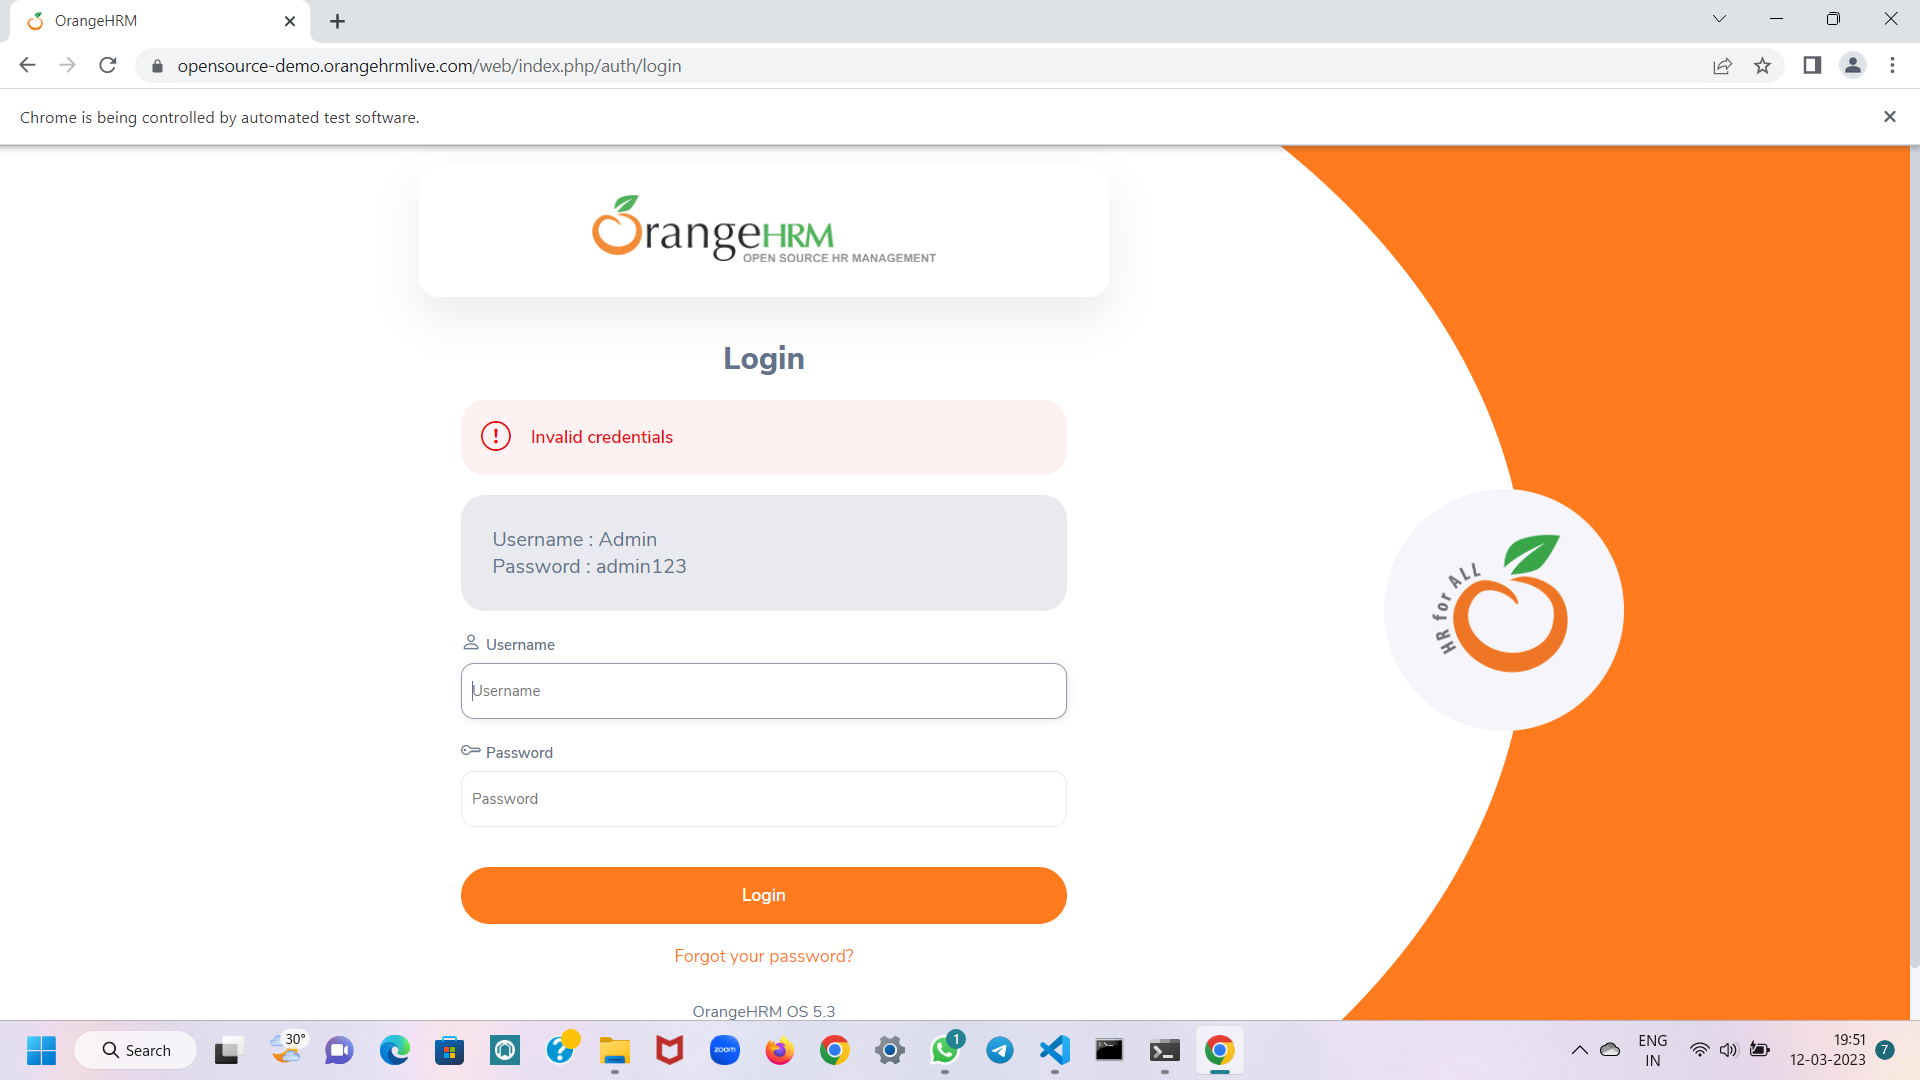 OrangeHRM
opensource-demo.orangehrmlive.com/web/index.php/auth/login
Chrome is being controlled by automated test software.
OrangeHRM
OPEN SOURCE HR MANAGEMENT
Login
Invalid credentials
Username : Admin
Password : admin123
Username
Username
Password
Password
Login
Forgot your password?
OrangeHRM OS 5.3
HR for ALL
30°
Search
zoom
1
ENG
IN
19:51
12-03-2023
7